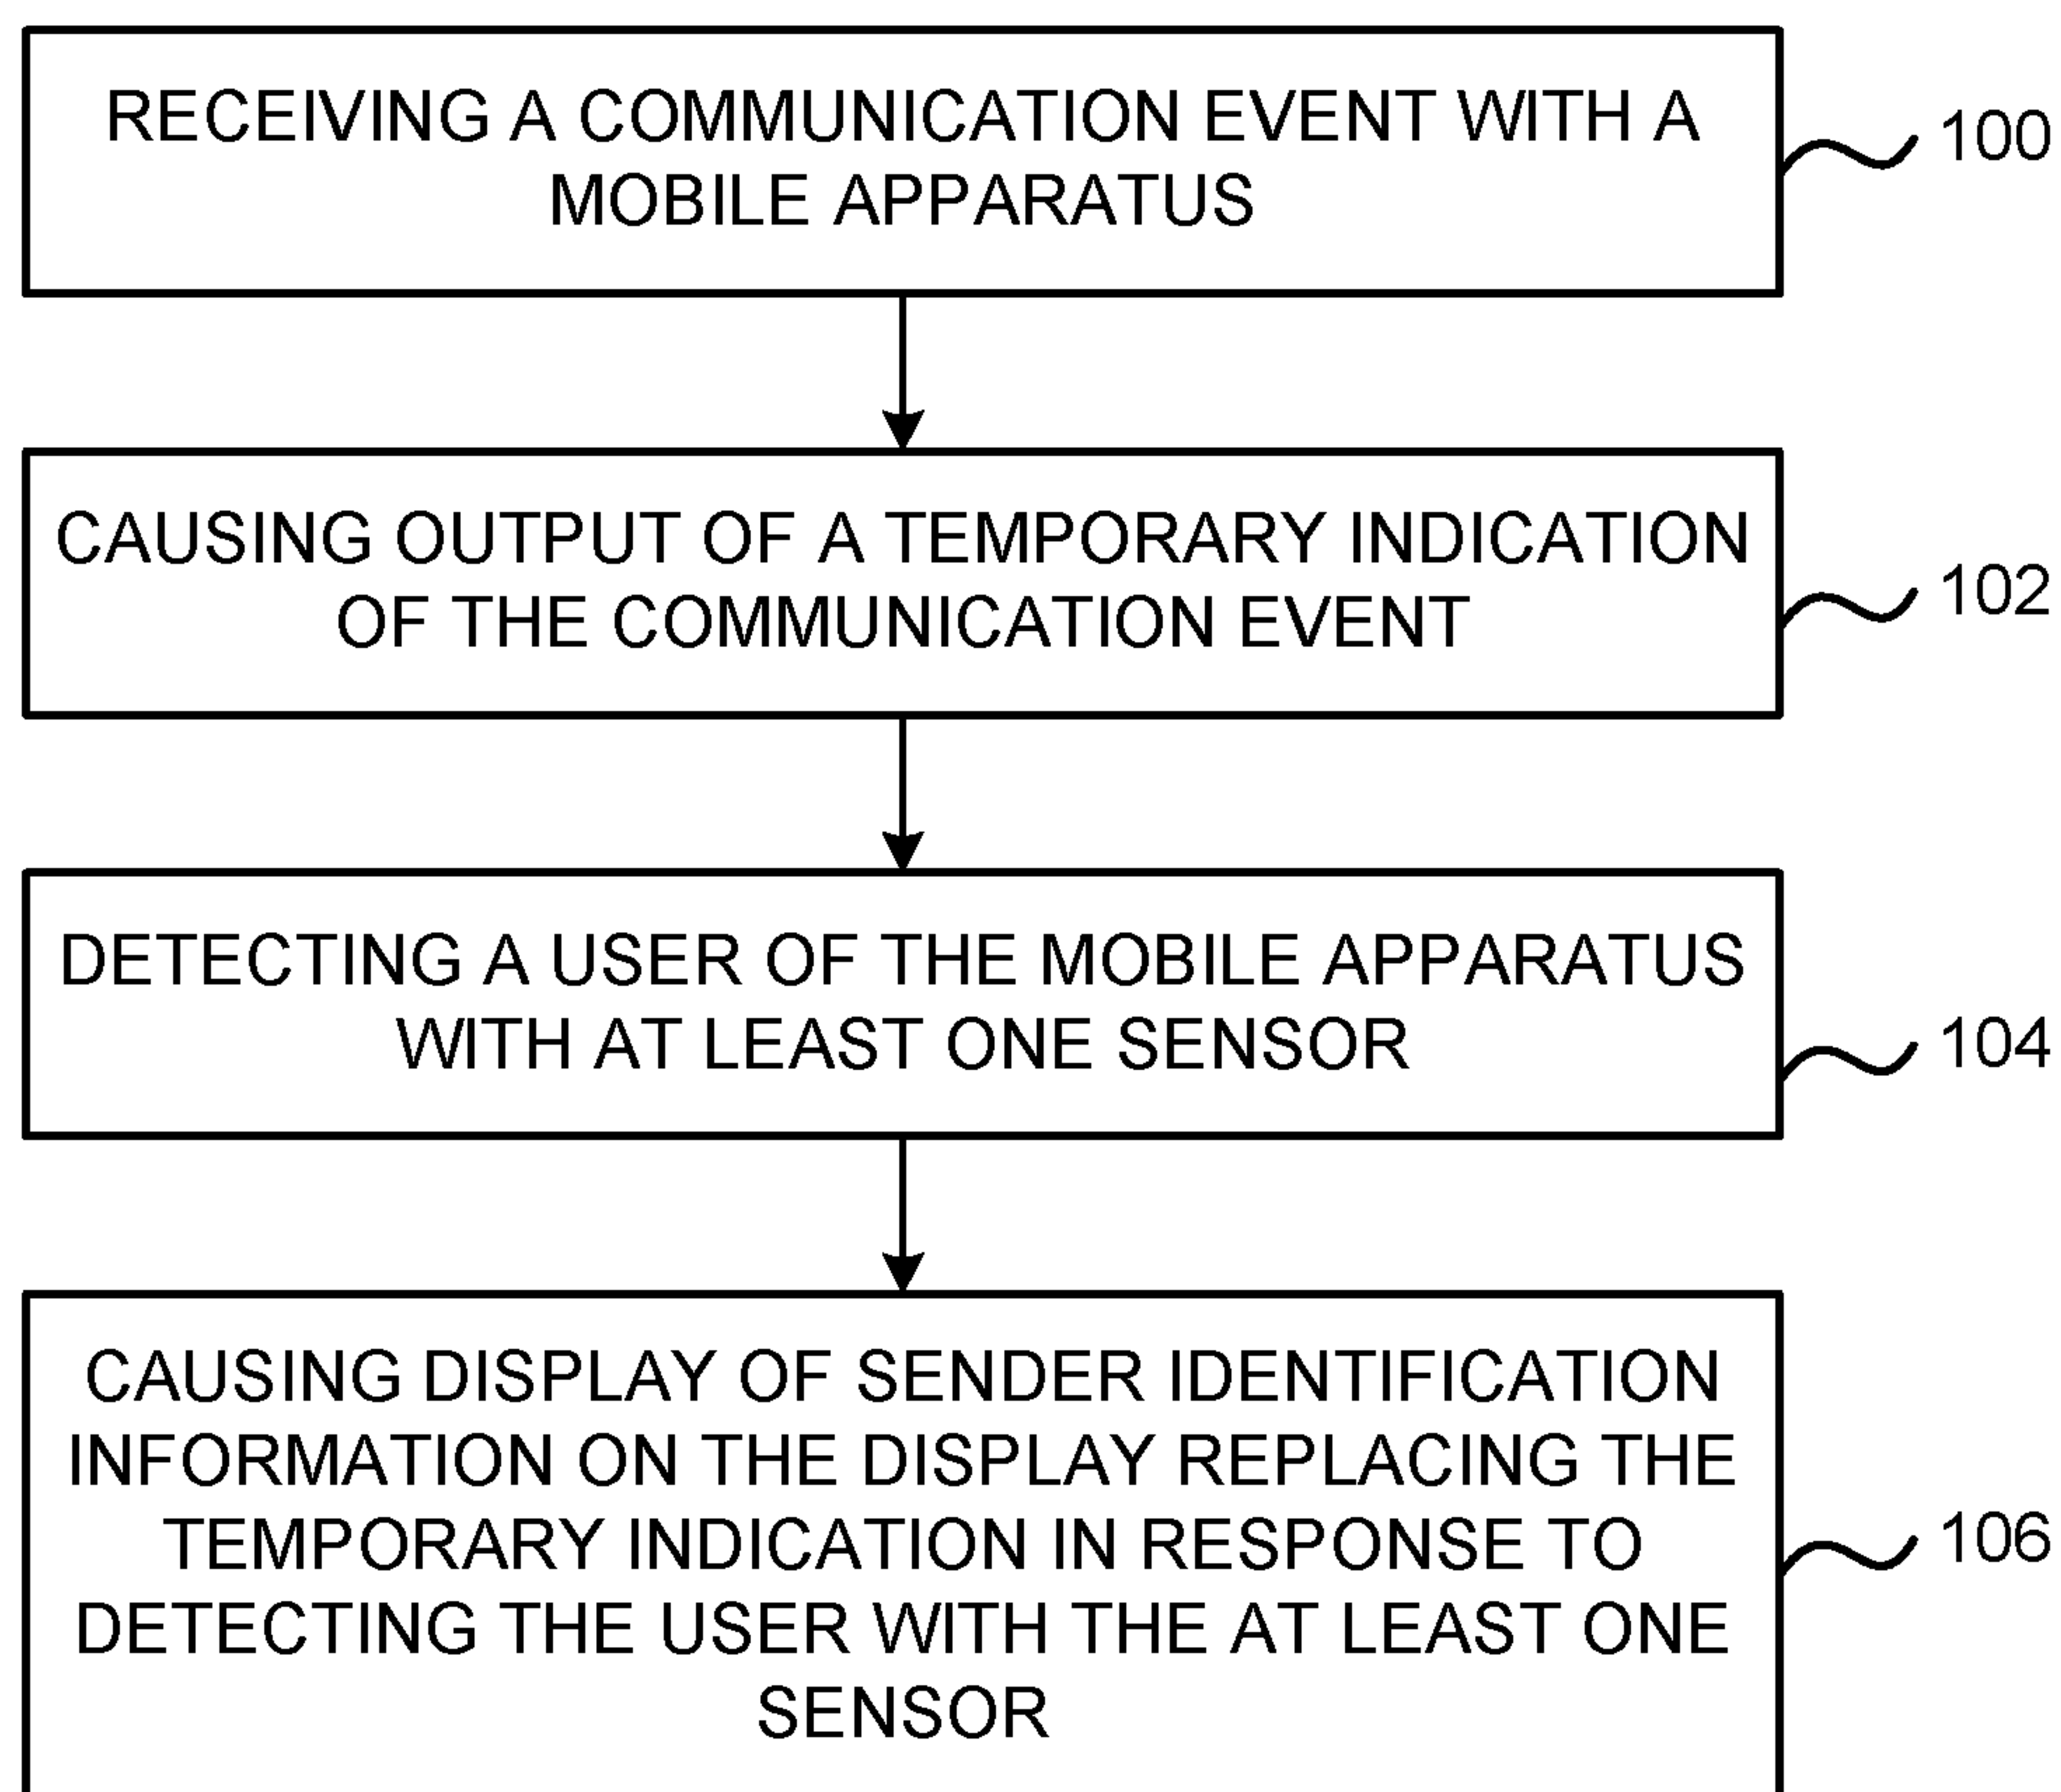 RECEIVING A COMMUNICATION EVENT WITH A
MOBILE APPARATUS
100
CAUSING OUTPUT OF A TEMPORARY INDICATION
OF THE COMMUNICATION EVENT
102
DETECTING A USER OF THE MOBILE APPARATUS
WITH AT LEAST ONE SENSOR
104
CAUSING DISPLAY OF SENDER IDENTIFICATION
INFORMATION ON THE DISPLAY REPLACING THE
TEMPORARY INDICATION IN RESPONSE TO
DETECTING THE USER WITH THE AT LEAST ONE
SENSOR
106